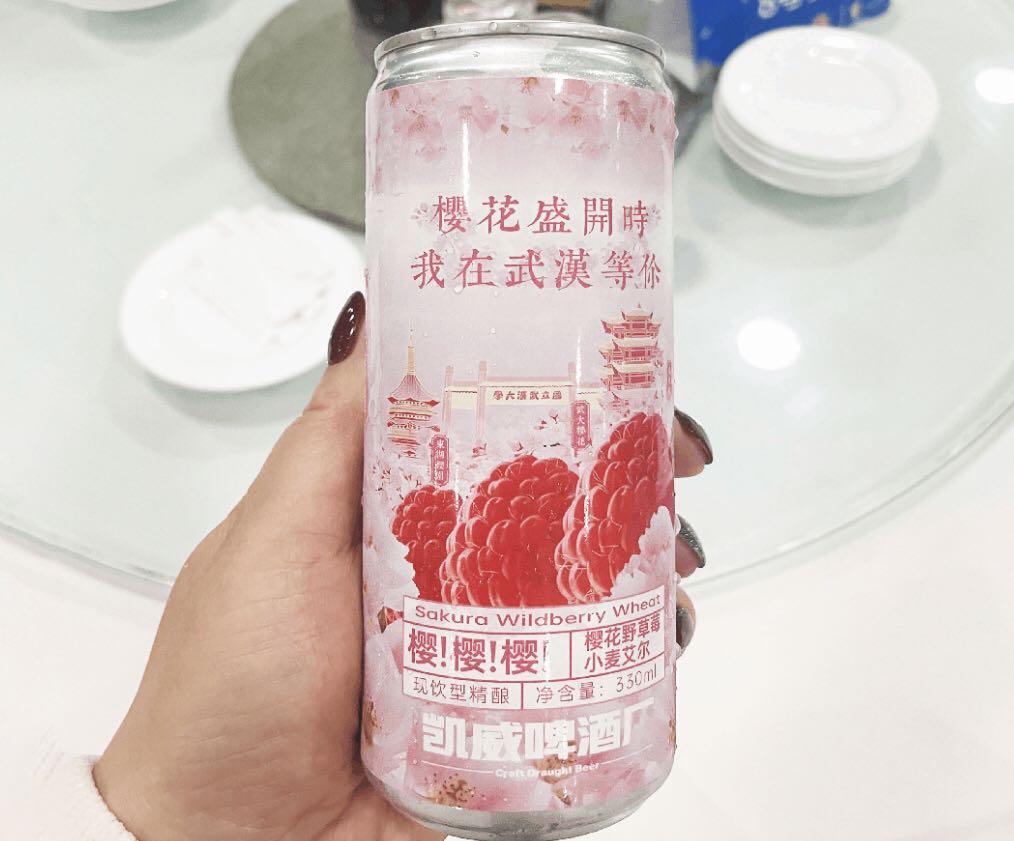 櫻花盛開時
我在武漢等你
學大漢武立國
東湖櫻園
武大櫻花
Sakura Wildberry Wheat
樱!樱!樱!
樱花野草莓
小麦艾尔
现饮型精酿
净含量：330ml
凯威啤酒厂
Craft Draught Beer